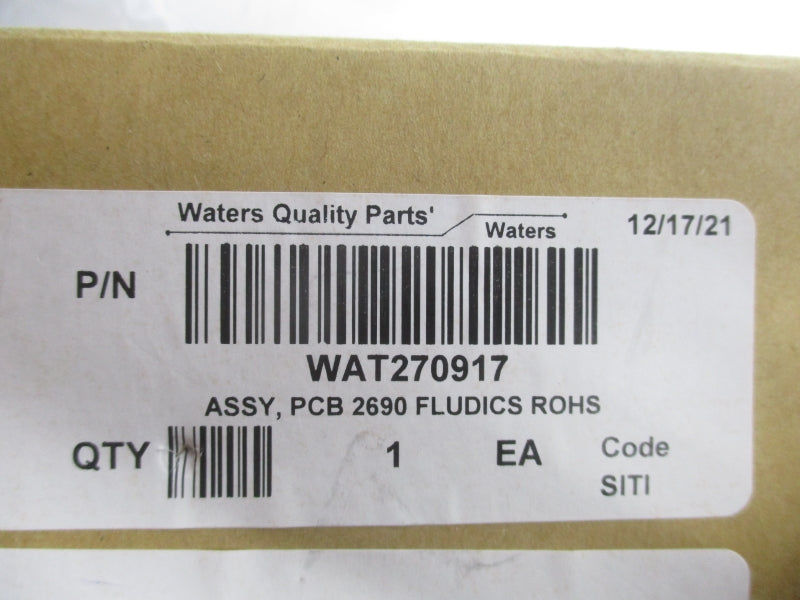 Waters Quality Parts'
Waters
12/17/21
P/N
WAT270917
ASSY, PCB 2690 FLUDICS ROHS
QTY 1 EA Code
SITI